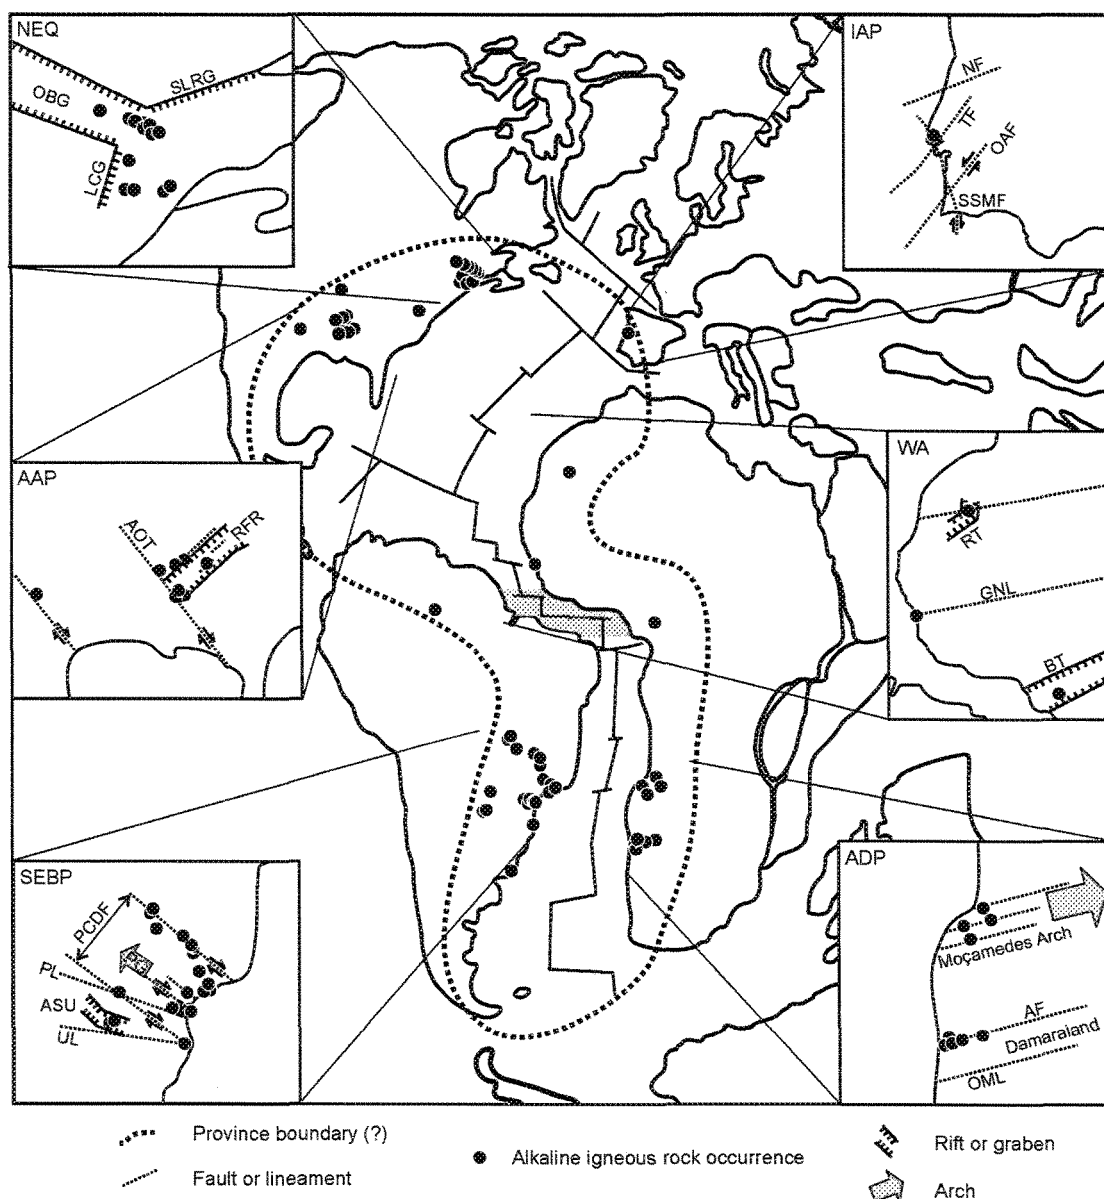 NEQ
OBG
SLRG
LCG
IAP
NF
TF
OAF
SSMF
AAP
AOT
RFR
WA
RT
GNL
BT
SEBP
PCDF
PL
PG
ASU
UL
ADP
Moçamedes Arch
AF
Damaraland
OML
Province boundary (?)
Fault or lineament
Alkaline igneous rock occurrence
Rift or graben
Arch